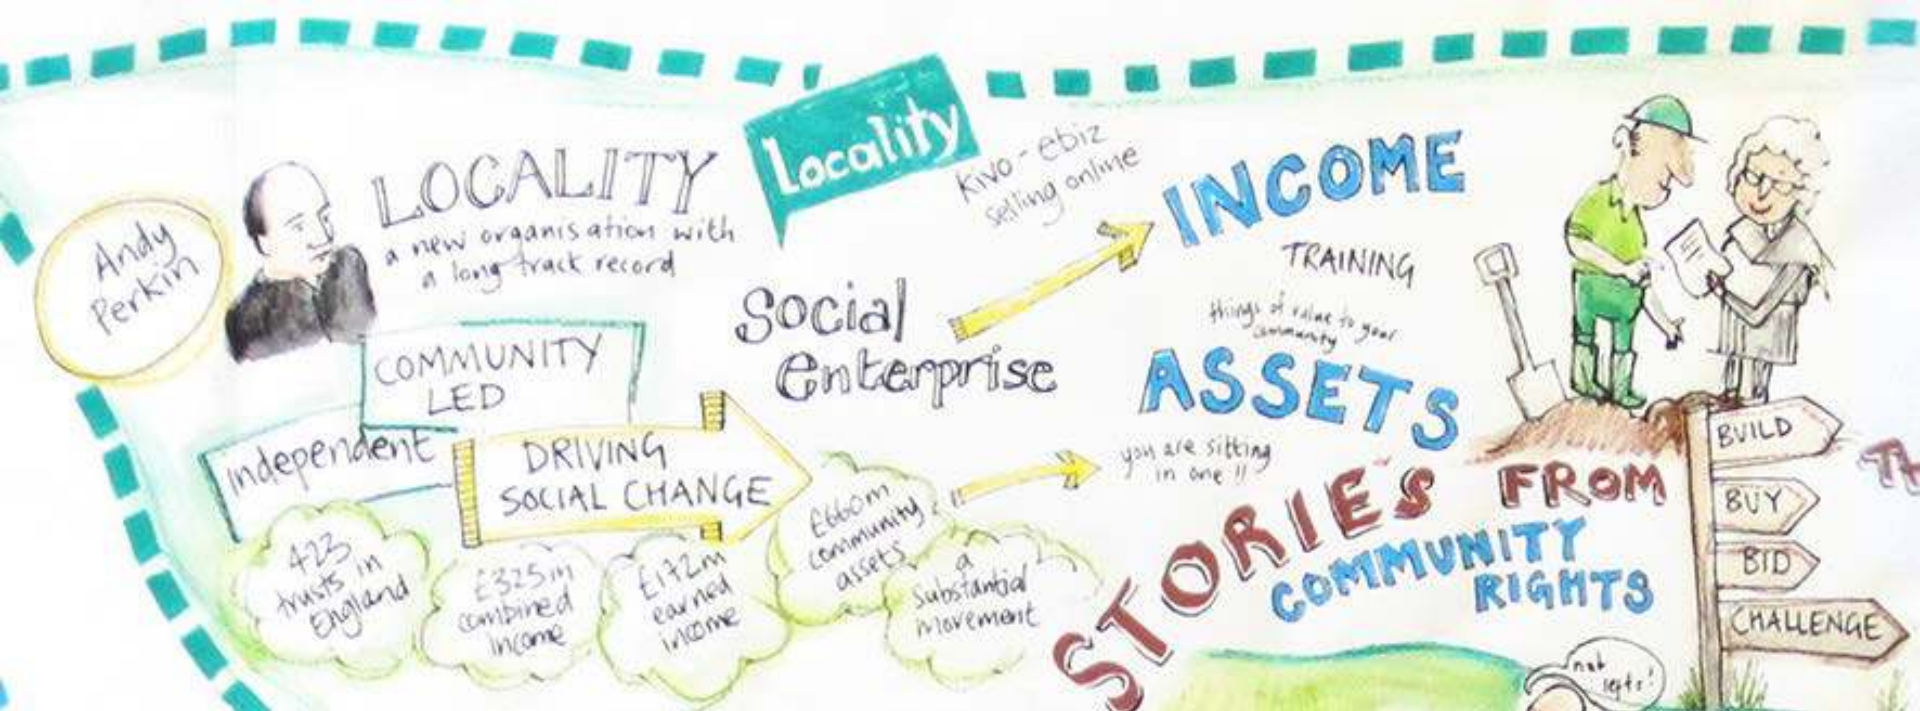 Andy
Perkin
LOCALITY
a new organisation with
a long track record
Locality
Kivo-ebiz
selling online
INCOME
TRAINING
things of value to your
community
ASSETS
you are sitting
in one !!
Social
enterprise
COMMUNITY
LED
independent
DRIVING
SOCIAL CHANGE
423
trusts in
England
£325m
combined
income
£172m
earned
income
£660m
community
assets
a
Substantial
movement
STORIES FROM
COMMUNITY
RIGHTS
BUILD
BUY
BID
CHALLENGE
Th
not